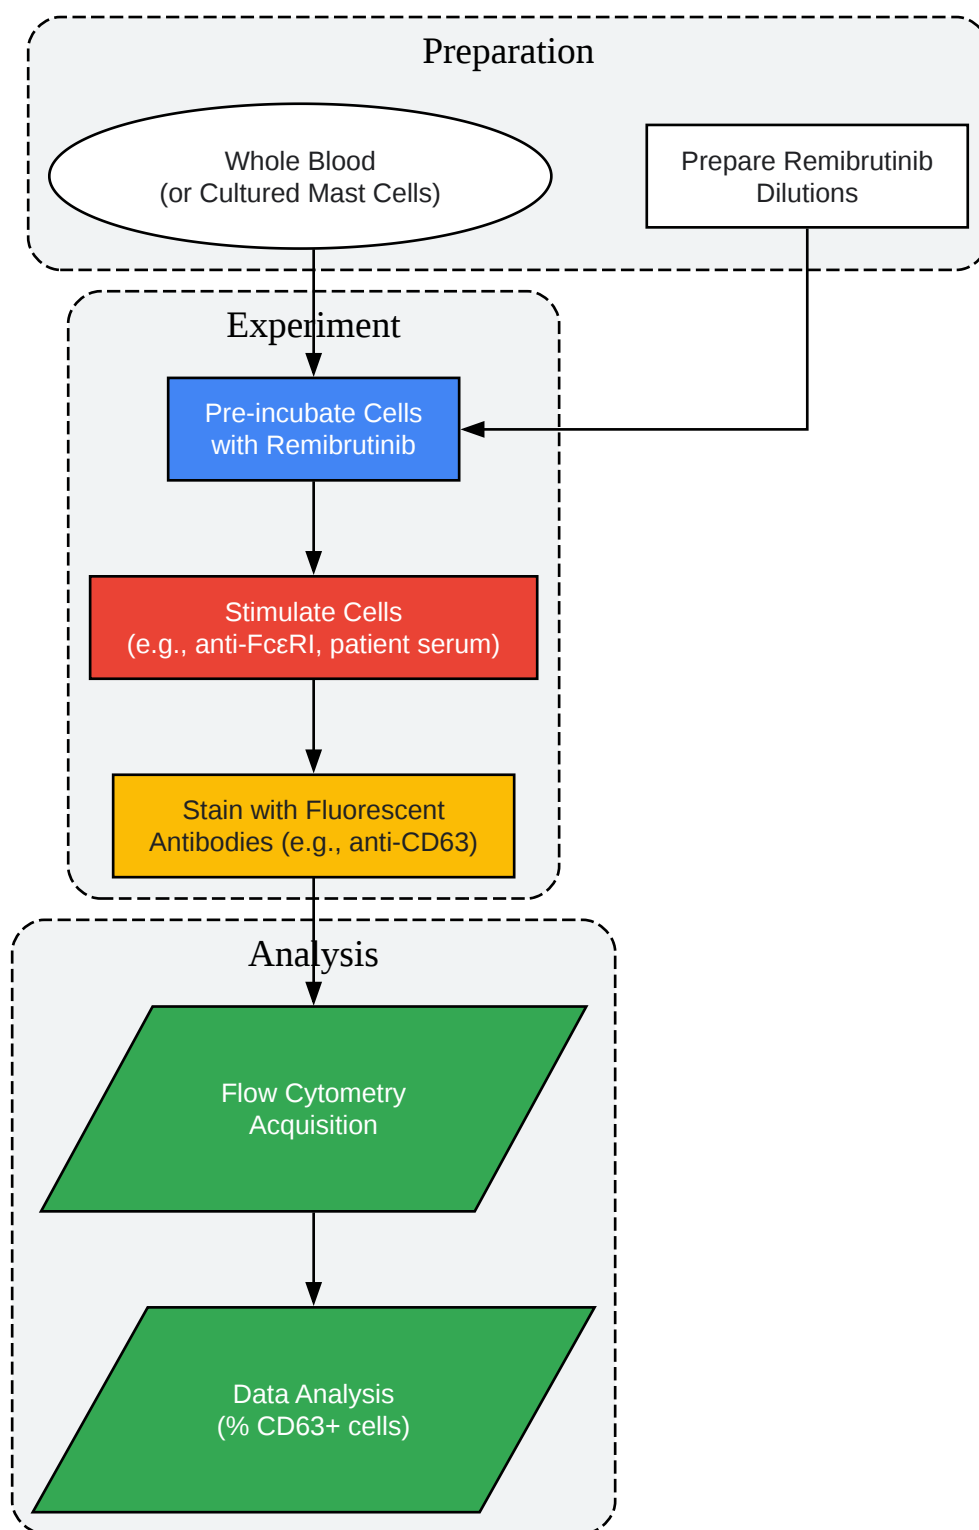 Preparation
Whole Blood
(or Cultured Mast Cells)
Prepare Remibrutinib
Dilutions
Experiment
Pre-incubate Cells
with Remibrutinib
Stimulate Cells
(e.g., anti-FcεRI, patient serum)
Stain with Fluorescent
Antibodies (e.g., anti-CD63)
Analysis
Flow Cytometry
Acquisition
Data Analysis
(% CD63+ cells)